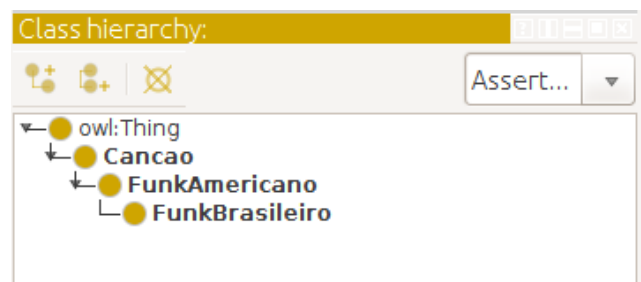 Class hierarchy:
Assert...
owl:Thing
Cancao
FunkAmericano
FunkBrasileiro